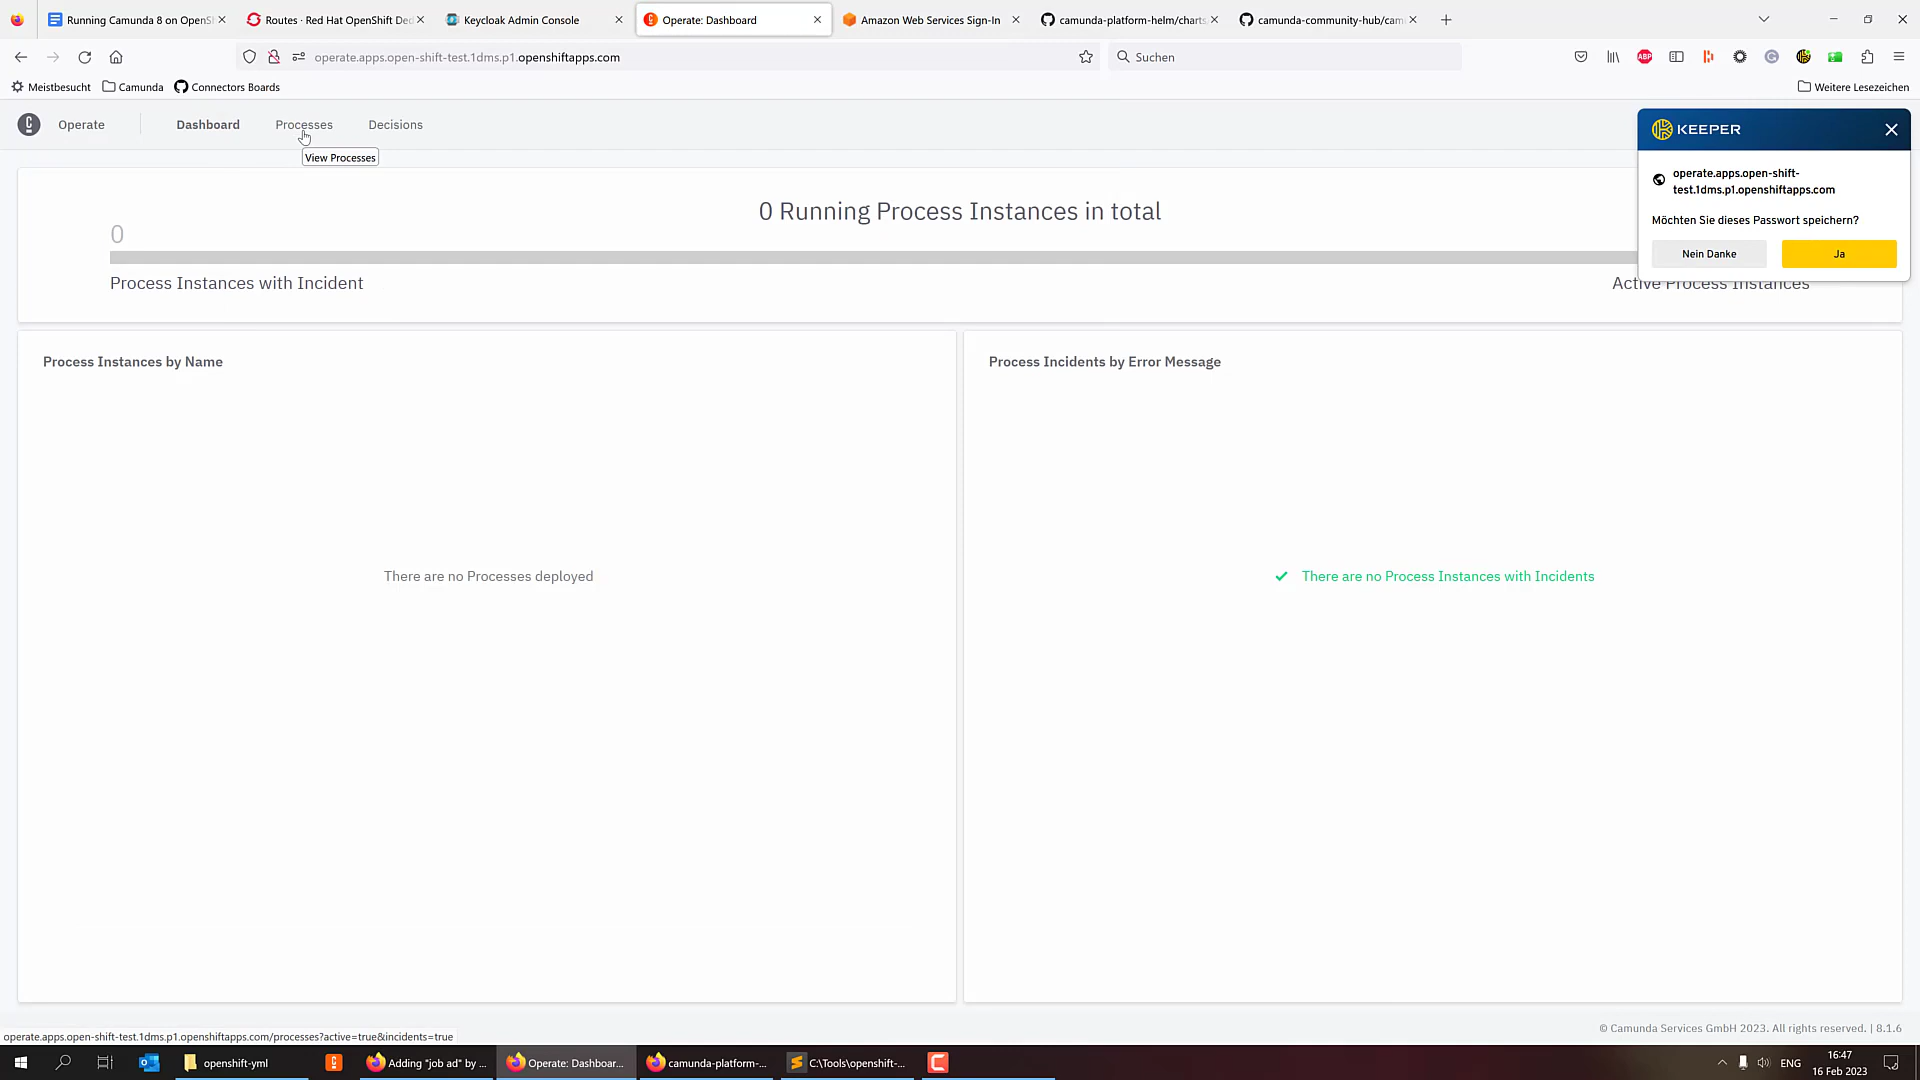 Running Camunda 8 on OpenS
Routes · Red Hat OpenShift Ded
Keycloak Admin Console
Operate: Dashboard
Amazon Web Services Sign-In
camunda-platform-helm/charts
camunda-community-hub/cam
operate.apps.open-shift-test.1dms.p1.openshiftapps.com
Suchen
Meistbesucht
Camunda
Connectors Boards
Weitere Lesezeichen
Operate
Dashboard
Processes
Decisions
View Processes
KEEPER
operate.apps.open-shift-
test.1dms.p1.openshiftapps.com
Möchten Sie dieses Passwort speichern?
Nein Danke
Ja
0 Running Process Instances in total
0
Process Instances with Incident
Active Process Instances
Process Instances by Name
There are no Processes deployed
Process Incidents by Error Message
There are no Process Instances with Incidents
© Camunda Services GmbH 2023. All rights reserved. | 8.1.6
operate.apps.open-shift-test.1dms.p1.openshiftapps.com/processes?active=true&incidents=true
openshift-yml
Adding "job ad" by ...
Operate: Dashboar...
camunda-platform-...
C:\Tools\openshift-...
ENG
16:47
16 Feb 2023